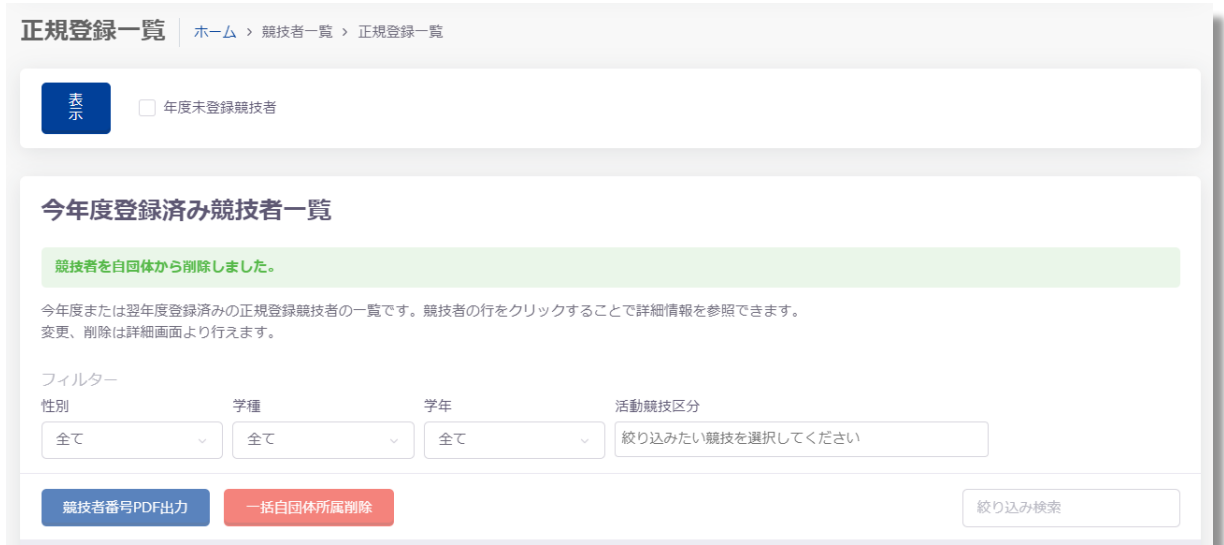 正規登録一覧 ホーム > 競技者一覧 > 正規登録一覧
表示
年度未登録競技者
今年度登録済み競技者一覧
競技者を自団体から削除しました。
今年度または翌年度登録済みの正規登録競技者の一覧です。競技者の行をクリックすることで詳細情報を参照できます。
変更、削除は詳細画面より行えます。
フィルター
性別 学種 学年 活動競技区分
全て 全て 全て 絞り込みたい競技を選択してください
競技者番号PDF出力 一括自団体所属削除 絞り込み検索